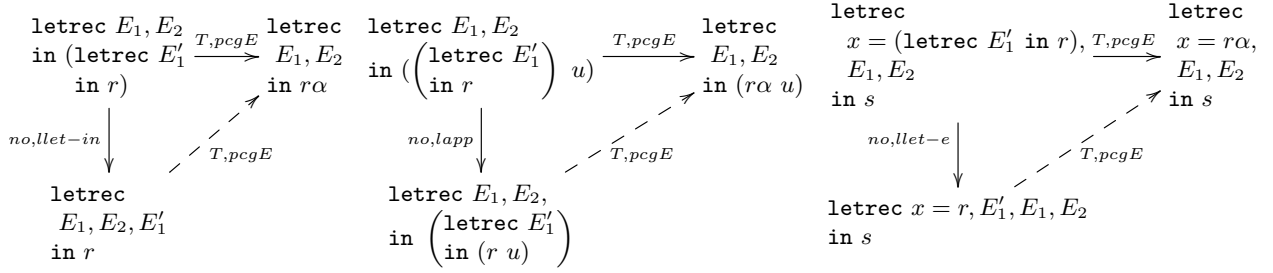 letrec E₁, E₂
in (letrec E′₁
in r)
T,pcgE
letrec
E₁, E₂
in rα
no,llet−in
T,pcgE
letrec
E₁, E₂, E′₁
in r
letrec E₁, E₂
in ((letrec E′₁
in r) u)
T,pcgE
letrec
E₁, E₂
in (rα u)
no,lapp
T,pcgE
letrec E₁, E₂,
in (letrec E′₁
in (r u))
letrec
x = (letrec E′₁ in r),
E₁, E₂
in s
T,pcgE
letrec
x = rα,
E₁, E₂
in s
no,llet−e
T,pcgE
letrec x = r, E′₁, E₁, E₂
in s